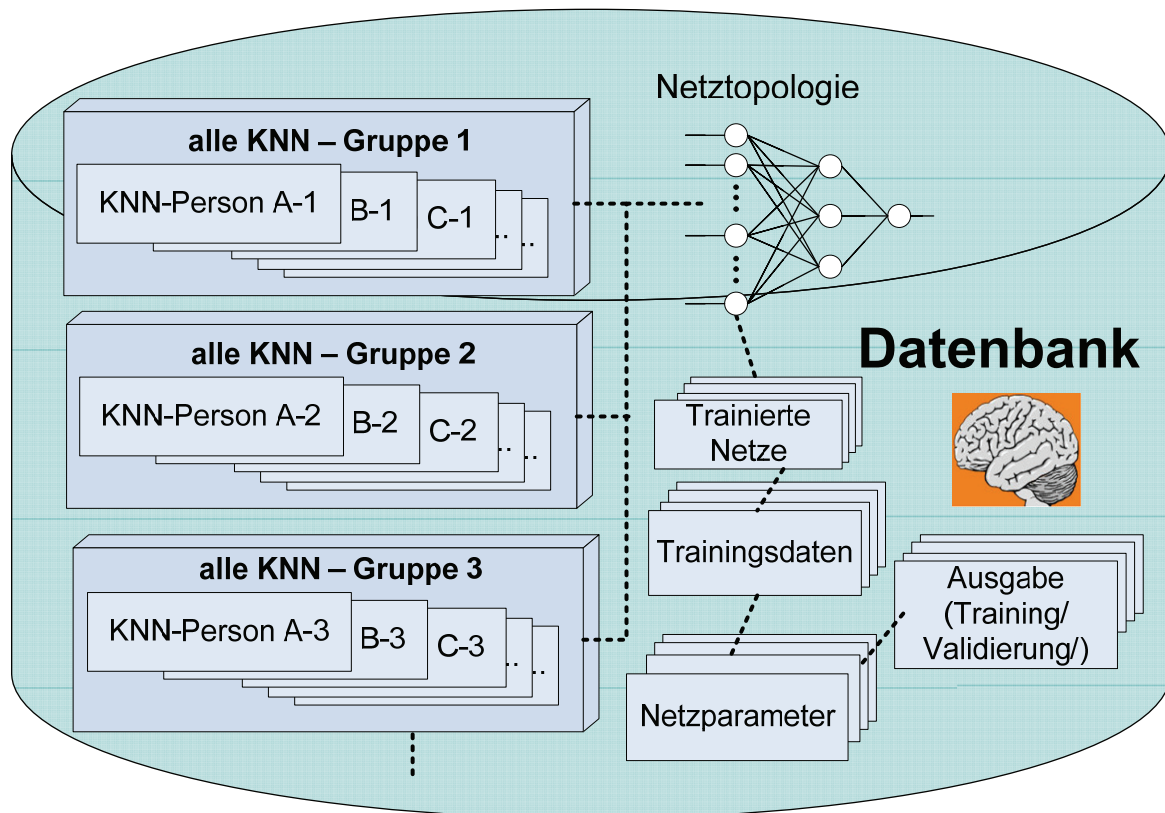 Netztopologie
alle KNN – Gruppe 1
KNN-Person A-1
B-1
C-1
..
..
alle KNN – Gruppe 2
KNN-Person A-2
B-2
C-2
..
..
alle KNN – Gruppe 3
KNN-Person A-3
B-3
C-3
..
..
Datenbank
Trainierte
Netze
Trainingsdaten
Netzparameter
Ausgabe
(Training/
Validierung/)